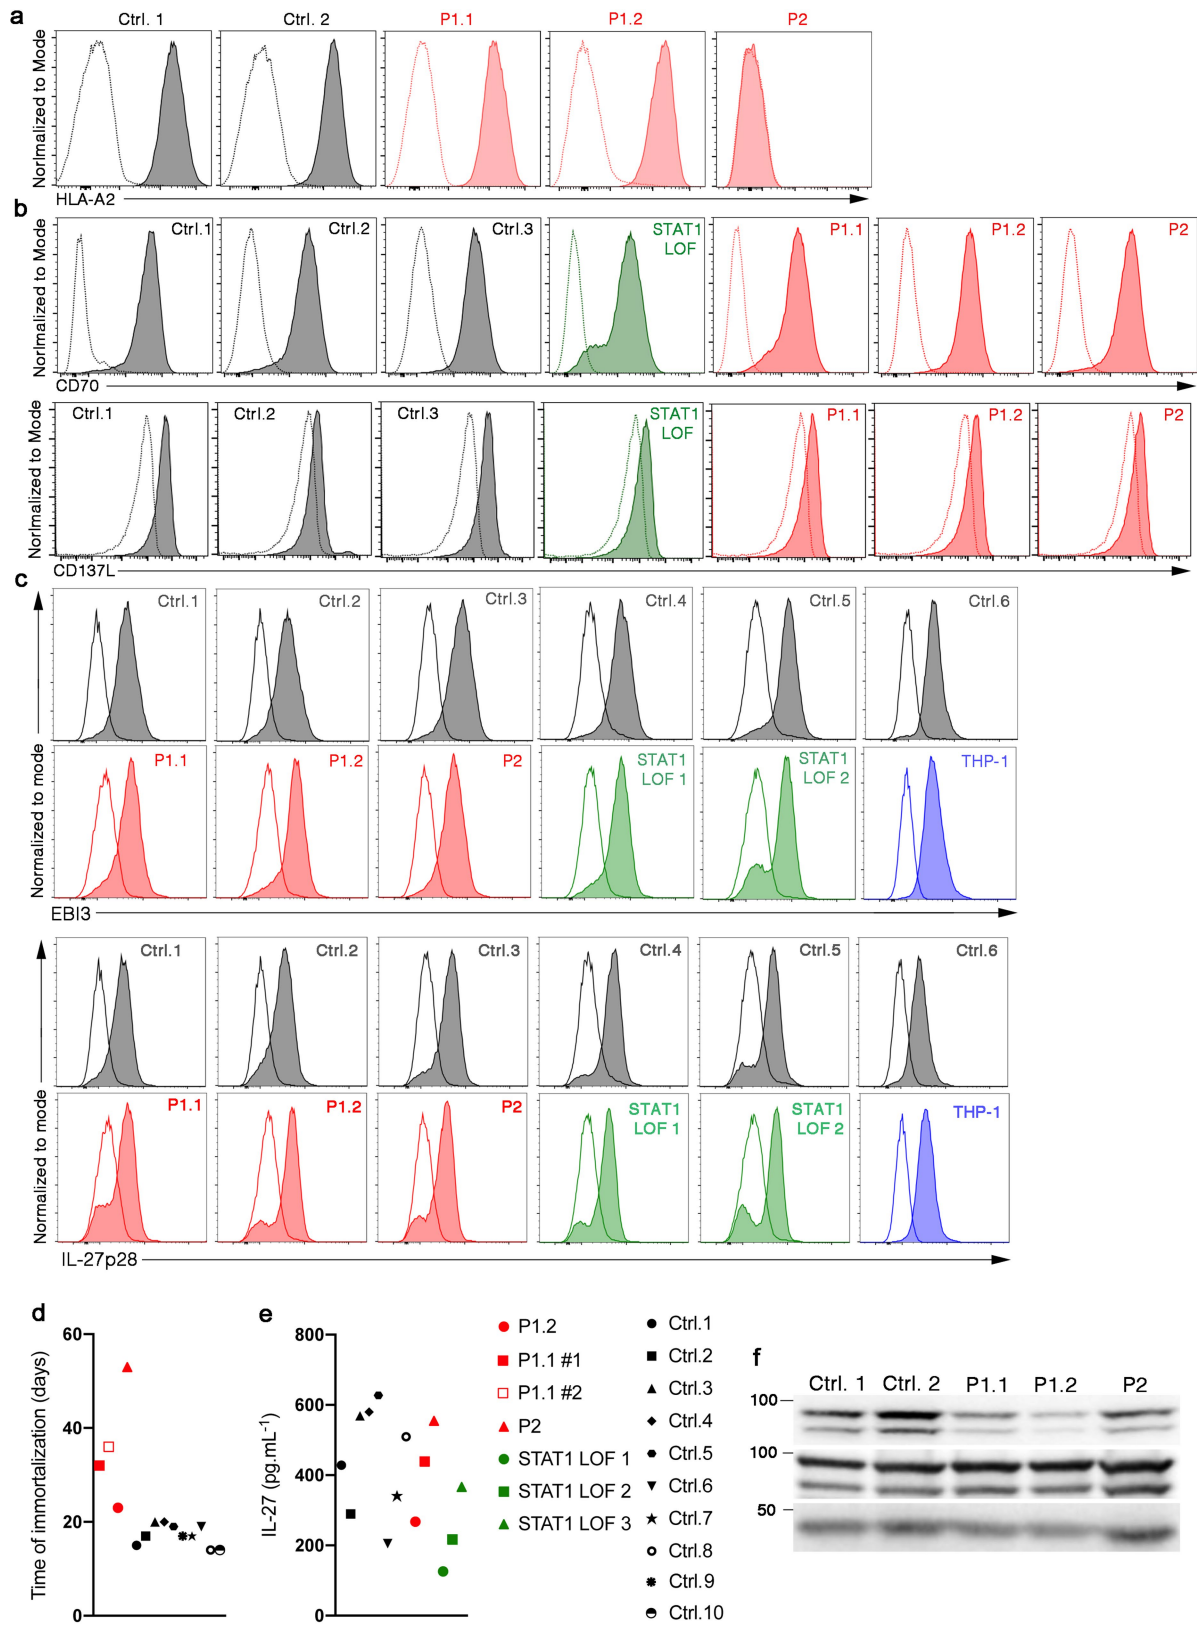 a
Ctrl. 1 Ctrl. 2 P1.1 P1.2 P2
Norlmalized to Mode
HLA-A2
b
Ctrl.1 Ctrl.2 Ctrl.3 STAT1 LOF P1.1 P1.2 P2
Norlmalized to Mode
CD70
Ctrl.1 Ctrl.2 Ctrl.3 STAT1 LOF P1.1 P1.2 P2
Norlmalized to Mode
CD137L
c
Ctrl.1 Ctrl.2 Ctrl.3 Ctrl.4 Ctrl.5 Ctrl.6
P1.1 P1.2 P2 STAT1 LOF 1 STAT1 LOF 2 THP-1
Normalized to mode
EBI3
Ctrl.1 Ctrl.2 Ctrl.3 Ctrl.4 Ctrl.5 Ctrl.6
P1.1 P1.2 P2 STAT1 LOF 1 STAT1 LOF 2 THP-1
Normalized to mode
IL-27p28
d
Time of immortalization (days)
60
40
20
0
e
IL-27 (pg.mL-1)
800
600
400
200
0
P1.2
P1.1 #1
P1.1 #2
P2
STAT1 LOF 1
STAT1 LOF 2
STAT1 LOF 3
Ctrl.1
Ctrl.2
Ctrl.3
Ctrl.4
Ctrl.5
Ctrl.6
Ctrl.7
Ctrl.8
Ctrl.9
Ctrl.10
f
Ctrl. 1 Ctrl. 2 P1.1 P1.2 P2
100
100
50